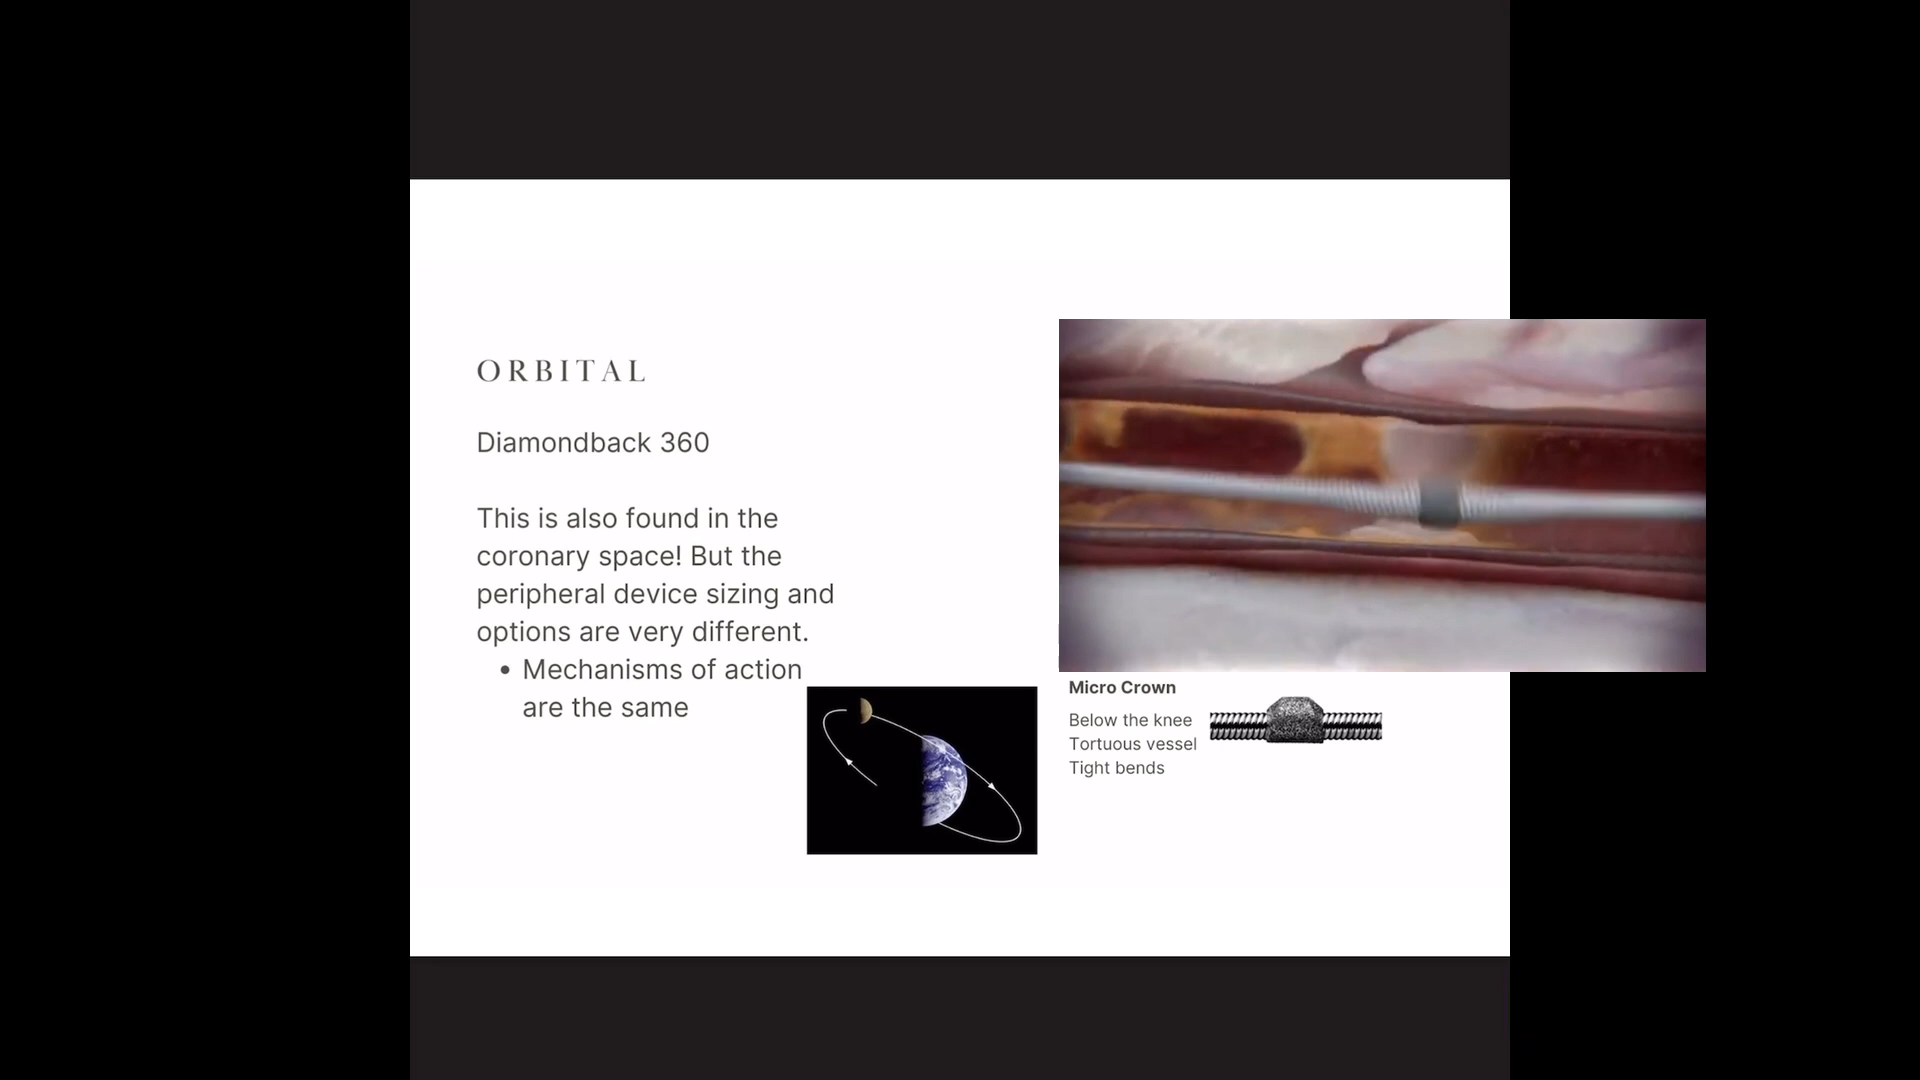 ORBITAL
Diamondback 360
This is also found in the
coronary space! But the
peripheral device sizing and
options are very different.
• Mechanisms of action
are the same
Micro Crown
Below the knee
Tortuous vessel
Tight bends